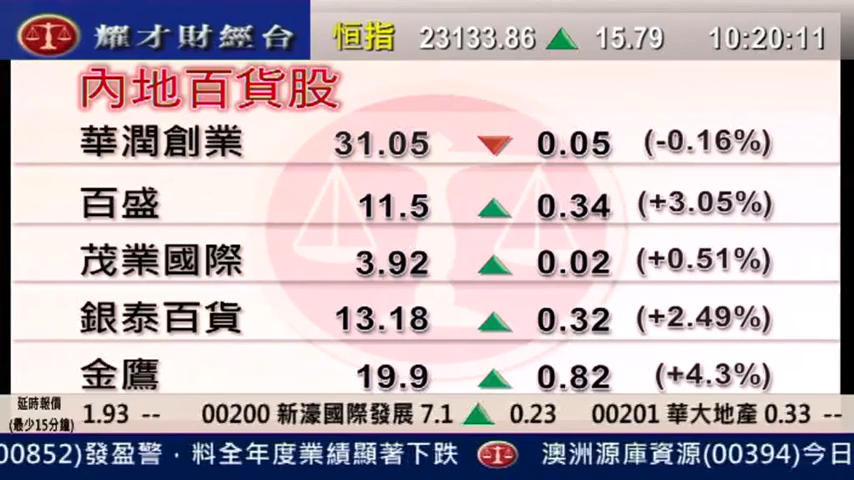 耀才財經台 恒指 23133.86 15.79 10:20:11
內地百貨股
華潤創業 31.05 0.05 (-0.16%)
百盛 11.5 0.34 (+3.05%)
茂業國際 3.92 0.02 (+0.51%)
銀泰百貨 13.18 0.32 (+2.49%)
金鷹 19.9 0.82 (+4.3%)
延時報價
(最少15分鐘)
1.93 -- 00200 新濠國際發展 7.1 0.23 00201 華大地產 0.33 --
00852)發盈警，料全年度業績顯著下跌 澳洲源庫資源(00394)今日